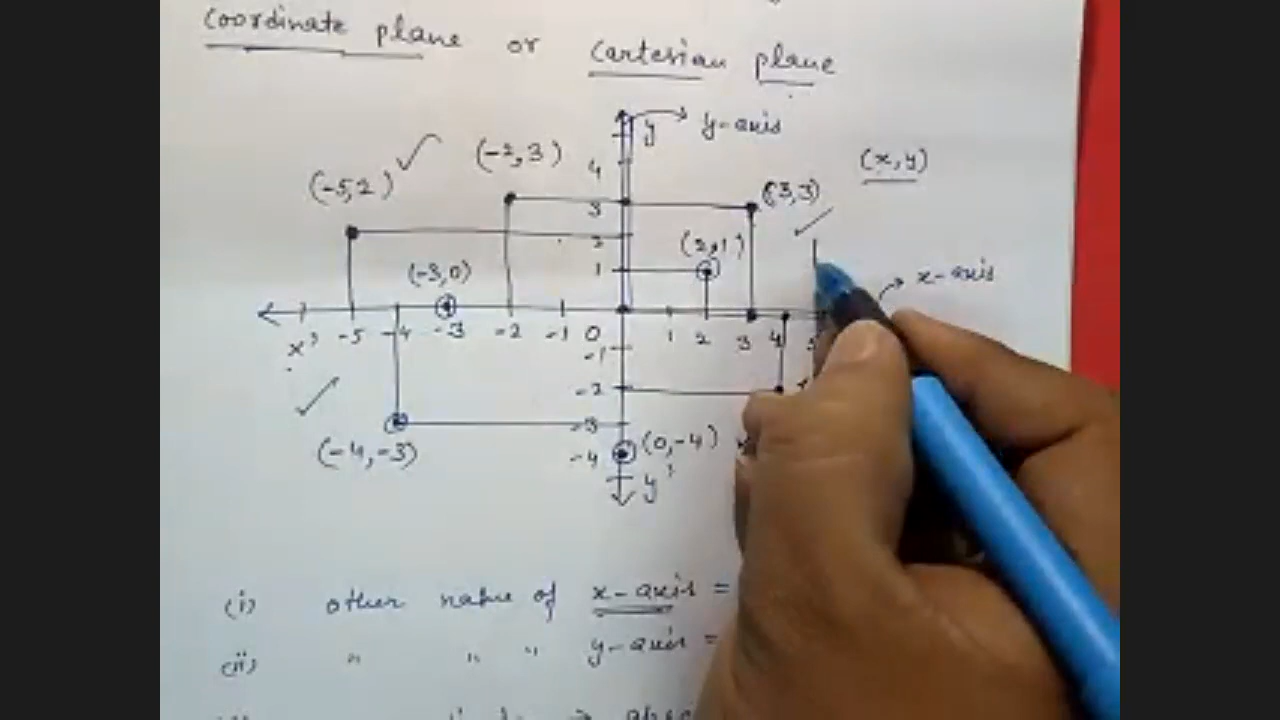 Coordinate plane or Cartesian plane
y y-axis
(-5,2) (-2,3) 4 (3,3) (x,y)
3
2 (2,1)
(-3,0) 1 x-axis
x' -5 -4 -3 -2 -1 0 1 2 3 4 5
-1
-2
-3
(-4,-3) -4 (0,-4)
y'
(i) other name of x-axis =
(ii) " " " y-axis =